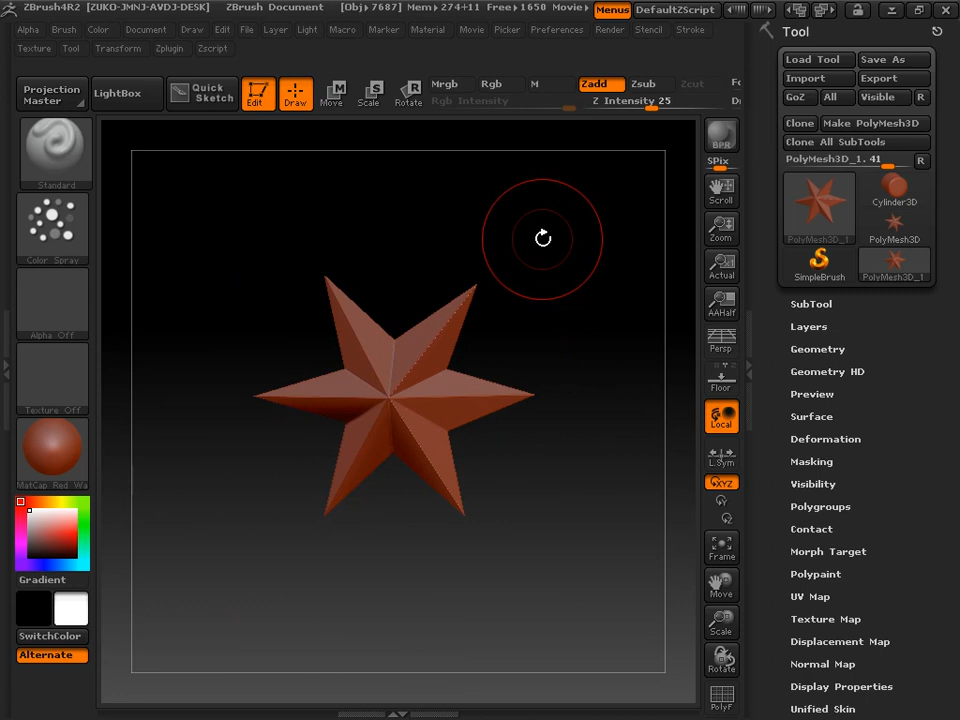 ZBrush4R2 [ZUKO-JMNJ-AVDJ-DESK] ZBrush Document [Obj▸7687] Mem▸274+11 Free▸1650 Movie▸ Menus DefaultZScript
Alpha Brush Color Document Draw Edit File Layer Light Macro Marker Material Movie Picker Preferences Render Stencil Stroke
Texture Tool Transform Zplugin Zscript
Tool
Projection Master
LightBox
Quick Sketch
Edit
Draw
Move
Scale
Rotate
Mrgb Rgb M Zadd Zsub Zcut
Rgb Intensity Z Intensity 25
Load Tool Save As
Import Export
GoZ All Visible R
Clone Make PolyMesh3D
Clone All SubTools
PolyMesh3D_1. 41 R
PolyMesh3D_1
Cylinder3D
PolyMesh3D
SimpleBrush
PolyMesh3D_1
SubTool
Layers
Geometry
Geometry HD
Preview
Surface
Deformation
Masking
Visibility
Polygroups
Contact
Morph Target
Polypaint
UV Map
Texture Map
Displacement Map
Normal Map
Display Properties
Unified Skin
Standard
Color Spray
Alpha Off
Texture Off
MatCap Red Wa
Gradient
SwitchColor
Alternate
BPR
SPix
Scroll
Zoom
Actual
AAHalf
Persp
Floor
Local
L.Sym
XYZ
Y
Z
Frame
Move
Scale
Rotate
PolyF